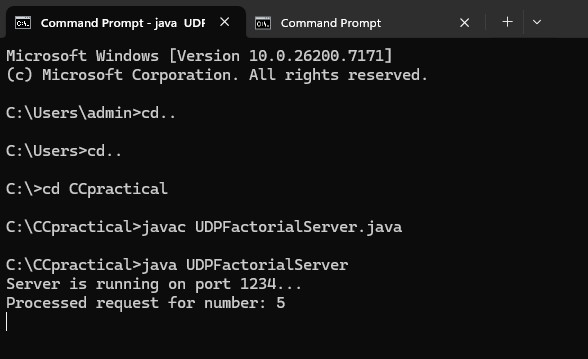 Command Prompt - java UDPF
Command Prompt
Microsoft Windows [Version 10.0.26200.7171]
(c) Microsoft Corporation. All rights reserved.
C:\Users\admin>cd..
C:\Users>cd..
C:\>cd CCpractical
C:\CCpractical>javac UDPFactorialServer.java
C:\CCpractical>java UDPFactorialServer
Server is running on port 1234...
Processed request for number: 5